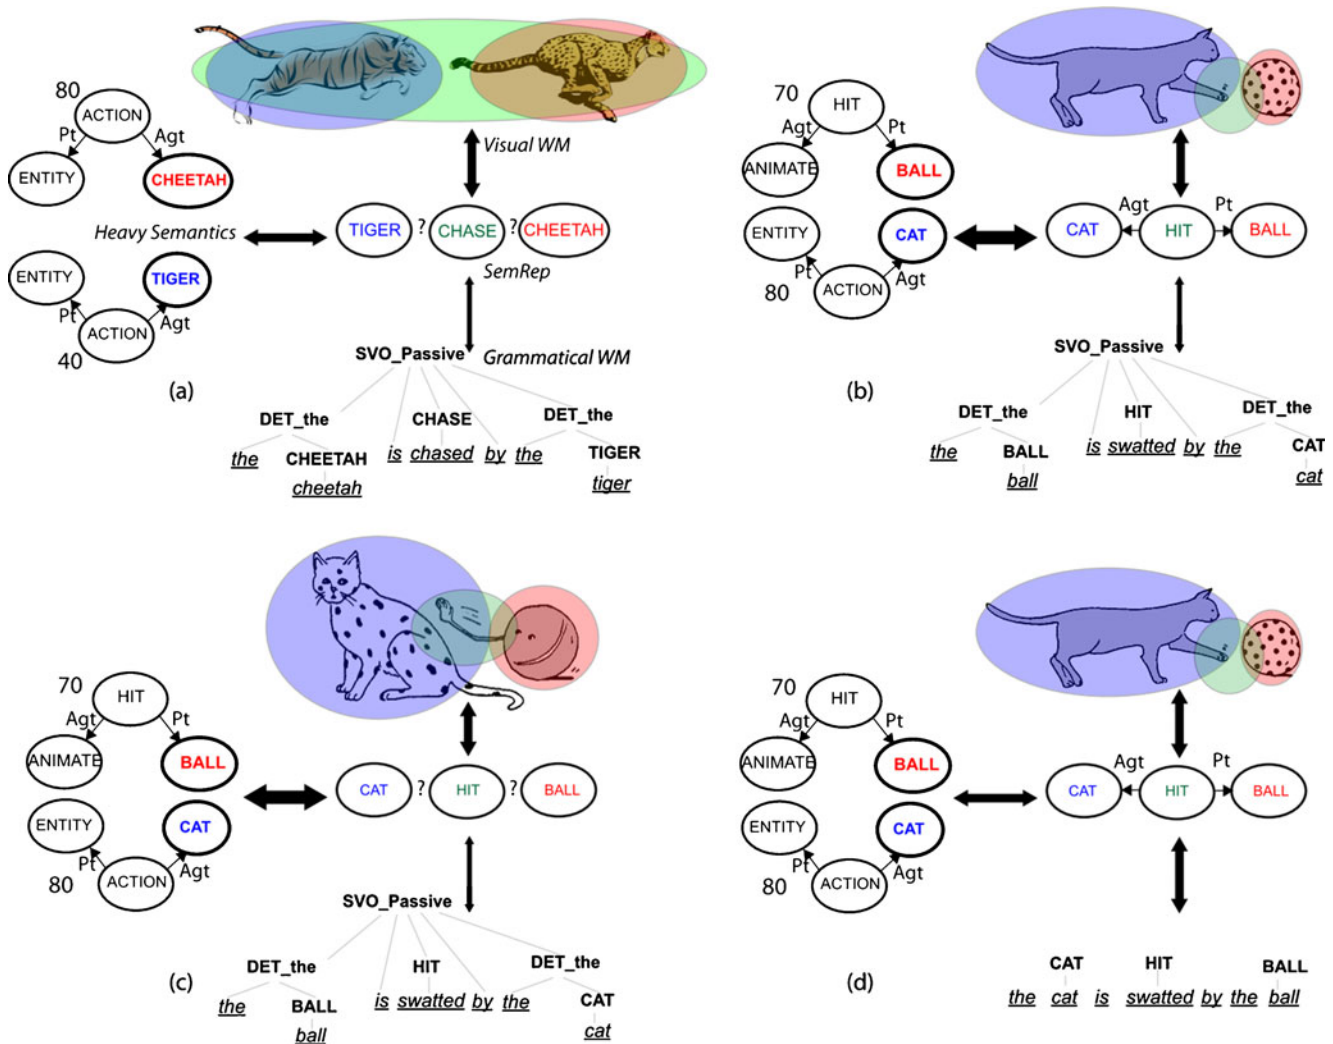 80
ACTION
Pt
Agt
ENTITY
CHEETAH
Visual WM
Heavy Semantics
TIGER
?
CHASE
?
CHEETAH
SemRep
ENTITY
TIGER
Pt
ACTION
Agt
40
SVO_Passive
Grammatical WM
(a)
DET_the
CHASE
DET_the
the
is chased by the
CHEETAH
TIGER
cheetah
tiger
70
HIT
Agt
Pt
ANIMATE
BALL
ENTITY
CAT
Pt
Agt
80
ACTION
CAT
Agt
HIT
Pt
BALL
SVO_Passive
(b)
DET_the
HIT
DET_the
the
is swatted by the
BALL
CAT
ball
cat
70
HIT
Agt
Pt
ANIMATE
BALL
ENTITY
CAT
Pt
Agt
80
ACTION
CAT
?
HIT
?
BALL
SVO_Passive
(c)
DET_the
HIT
DET_the
the
is swatted by the
BALL
CAT
ball
cat
70
HIT
Agt
Pt
ANIMATE
BALL
ENTITY
CAT
Pt
Agt
80
ACTION
CAT
Agt
HIT
Pt
BALL
(d)
CAT
HIT
BALL
the cat is swatted by the ball